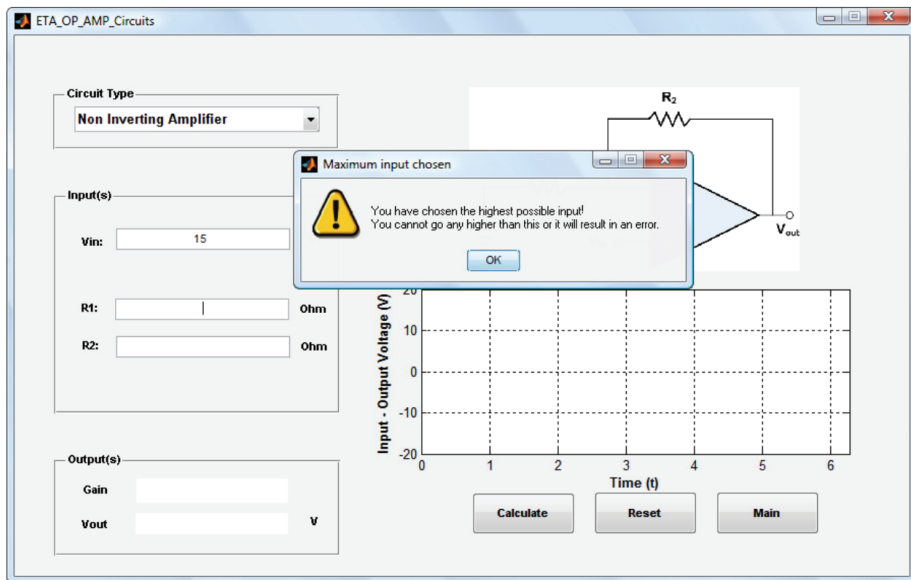 ETA_OP_AMP_Circuits
Circuit Type
Non Inverting Amplifier
Input(s)
Vin: 15
R1: Ohm
R2: Ohm
Output(s)
Gain
Vout V
R2
Vout
Maximum input chosen
You have chosen the highest possible input!
You cannot go any higher than this or it will result in an error.
OK
Input - Output Voltage (V)
20
10
0
-10
-20
0 1 2 3 4 5 6
Time (t)
Calculate Reset Main